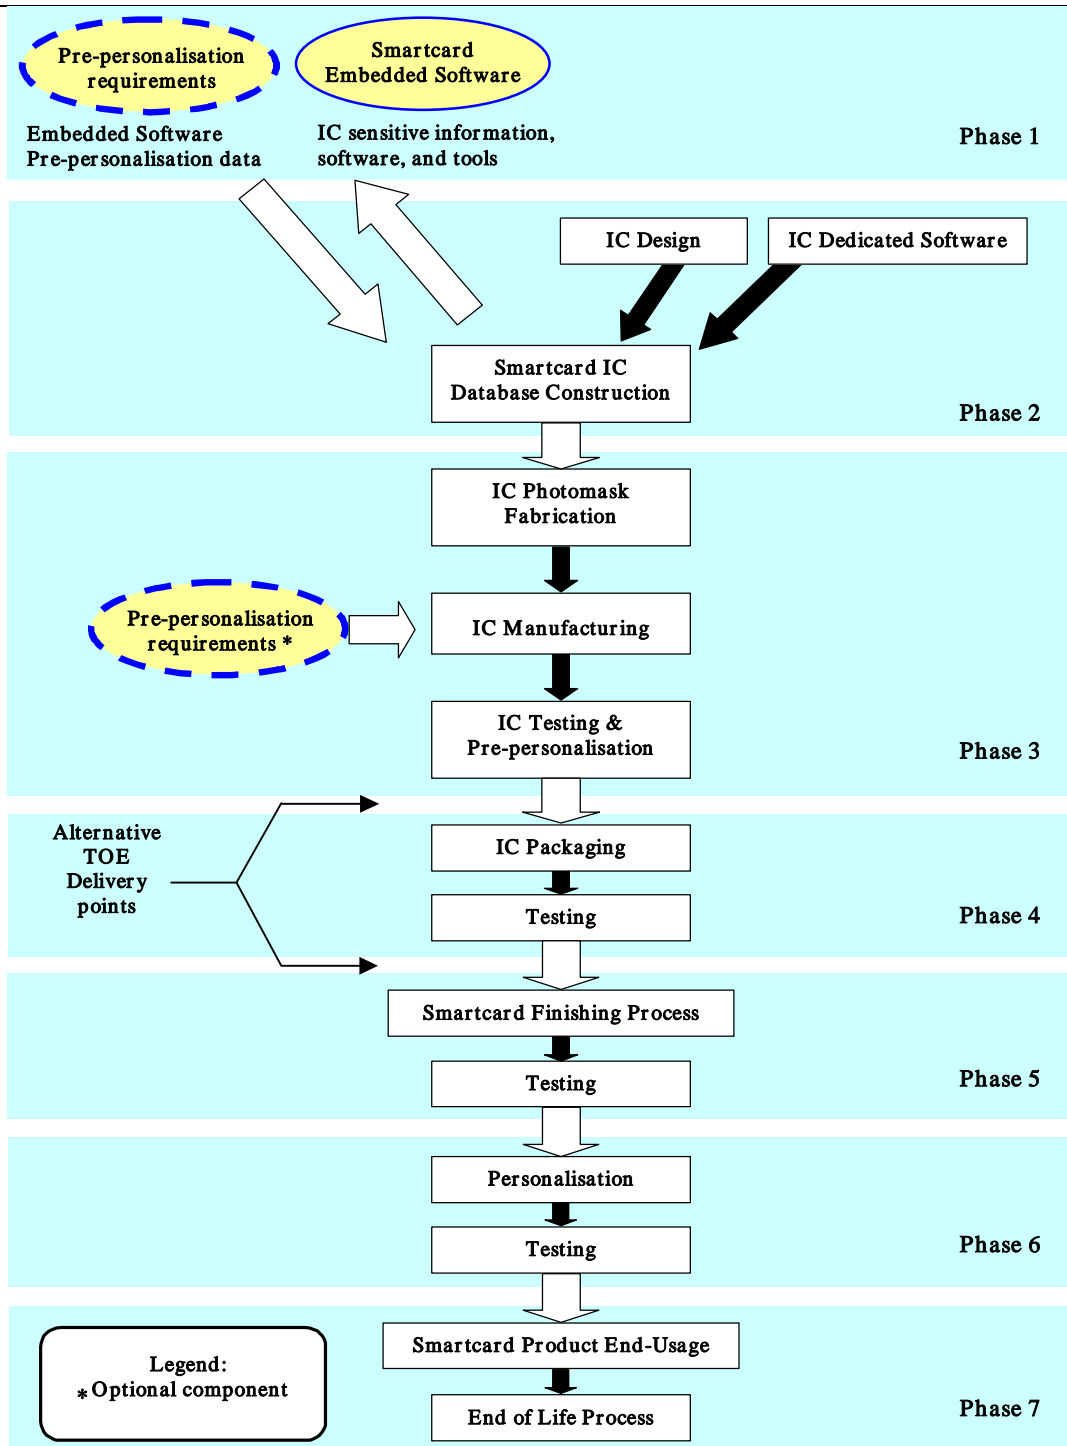 Pre-personalisation
requirements
Smartcard
Embedded Software
Embedded Software
Pre-personalisation data
IC sensitive information,
software, and tools
Phase 1
IC Design
IC Dedicated Software
Smartcard IC
Database Construction
Phase 2
IC Photomask
Fabrication
Pre-personalisation
requirements *
IC Manufacturing
IC Testing &
Pre-personalisation
Phase 3
Alternative
TOE
Delivery
points
IC Packaging
Testing
Phase 4
Smartcard Finishing Process
Testing
Phase 5
Personalisation
Testing
Phase 6
Smartcard Product End-Usage
End of Life Process
Phase 7
Legend:
* Optional component